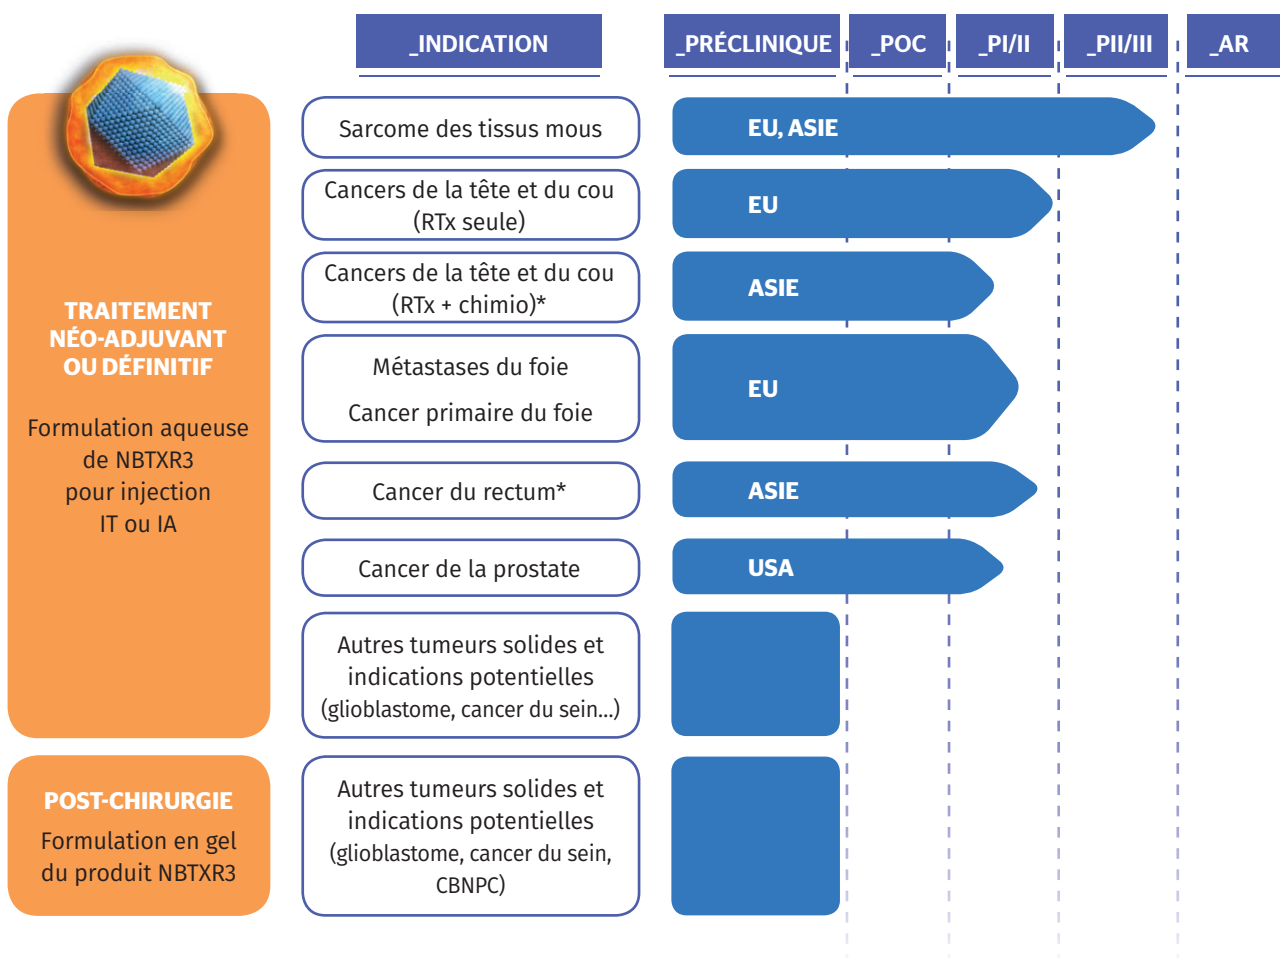 _INDICATION
_PRÉCLINIQUE
_POC
_PI/II
_PII/III
_AR
TRAITEMENT
NÉO-ADJUVANT
OU DÉFINITIF
Formulation aqueuse
de NBTXR3
pour injection
IT ou IA
Sarcome des tissus mous
EU, ASIE
Cancers de la tête et du cou
(RTx seule)
EU
Cancers de la tête et du cou
(RTx + chimio)*
ASIE
Métastases du foie
Cancer primaire du foie
EU
Cancer du rectum*
ASIE
Cancer de la prostate
USA
Autres tumeurs solides et
indications potentielles
(glioblastome, cancer du sein...)
POST-CHIRURGIE
Formulation en gel
du produit NBTXR3
Autres tumeurs solides et
indications potentielles
(glioblastome, cancer du sein,
CBNPC)